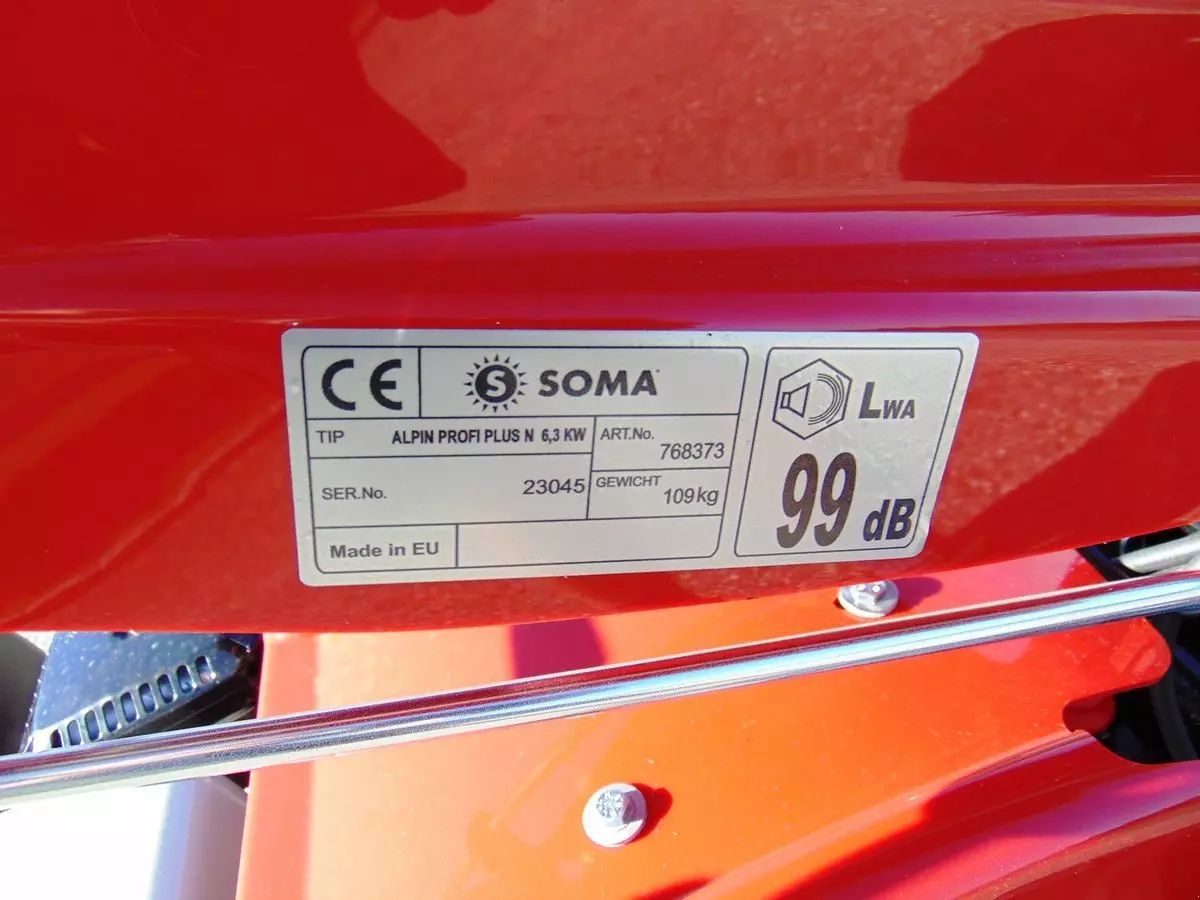 CE S SOMA
TIP ALPIN PROFI PLUS N 6,3 KW
ART.No. 768373
SER.No. 23045
GEWICHT 109kg
Made in EU
LWA
99 dB